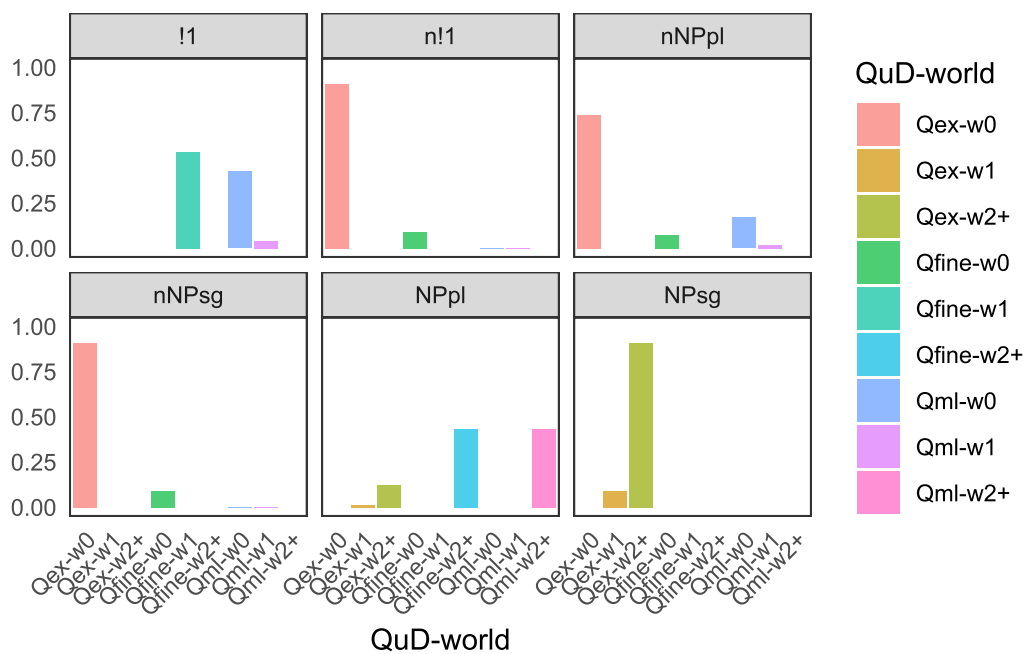 !1
n!1
nNPpl
1.00
0.75
0.50
0.25
0.00
nNPsg
NPpl
NPsg
1.00
0.75
0.50
0.25
0.00
Qex-w0
Qex-w1
Qex-w2+
Qfine-w0
Qfine-w1
Qfine-w2+
Qml-w0
Qml-w1
Qml-w2+
Qex-w0
Qex-w1
Qex-w2+
Qfine-w0
Qfine-w1
Qfine-w2+
Qml-w0
Qml-w1
Qml-w2+
Qex-w0
Qex-w1
Qex-w2+
Qfine-w0
Qfine-w1
Qfine-w2+
Qml-w0
Qml-w1
Qml-w2+
QuD-world
QuD-world
Qex-w0
Qex-w1
Qex-w2+
Qfine-w0
Qfine-w1
Qfine-w2+
Qml-w0
Qml-w1
Qml-w2+